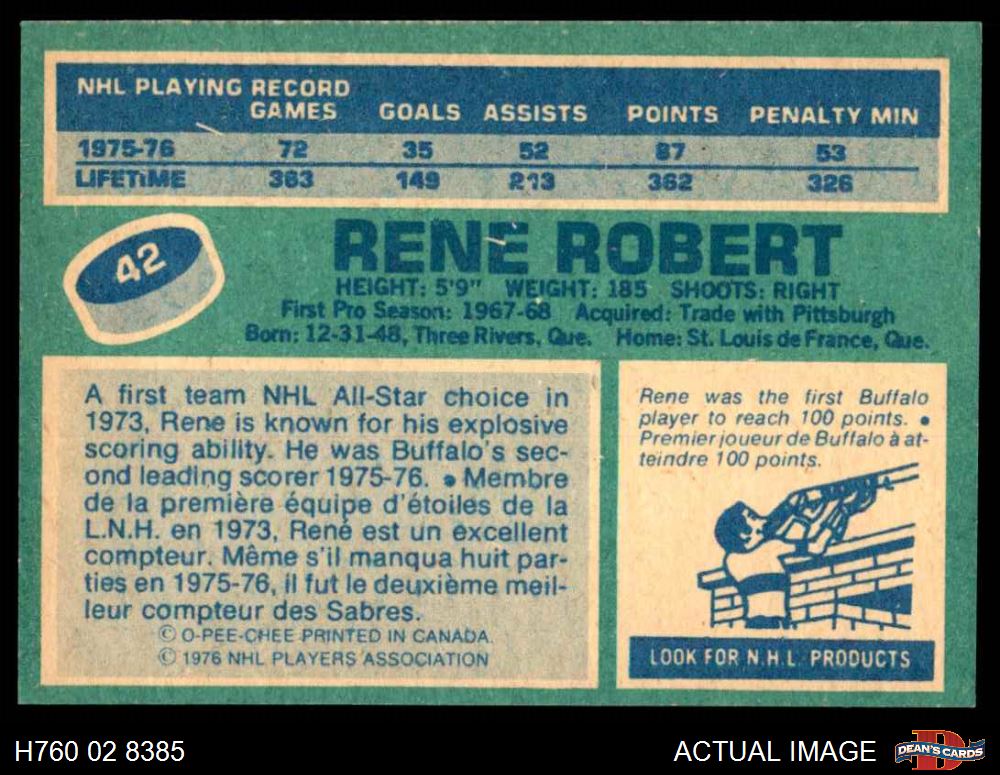 NHL PLAYING RECORD
GAMES GOALS ASSISTS POINTS PENALTY MIN
1975-76 72 35 52 87 53
LIFETIME 363 149 213 362 326
42
RENE ROBERT
HEIGHT: 5'9" WEIGHT: 185 SHOOTS: RIGHT
First Pro Season: 1967-68 Acquired: Trade with Pittsburgh
Born: 12-31-48, Three Rivers, Que. Home: St. Louis de France, Que.
A first team NHL All-Star choice in
1973, Rene is known for his explosive
scoring ability. He was Buffalo's sec-
ond leading scorer 1975-76. • Membre
de la première équipe d'étoiles de la
L.N.H. en 1973, René est un excellent
compteur. Même s'il manqua huit par-
ties en 1975-76, il fut le deuxième meil-
leur compteur des Sabres.
© O-PEE-CHEE PRINTED IN CANADA.
© 1976 NHL PLAYERS ASSOCIATION
Rene was the first Buffalo
player to reach 100 points. •
Premier joueur de Buffalo à at-
teindre 100 points.
LOOK FOR N.H.L. PRODUCTS
H760 02 8385
ACTUAL IMAGE
D
DEAN'S CARDS